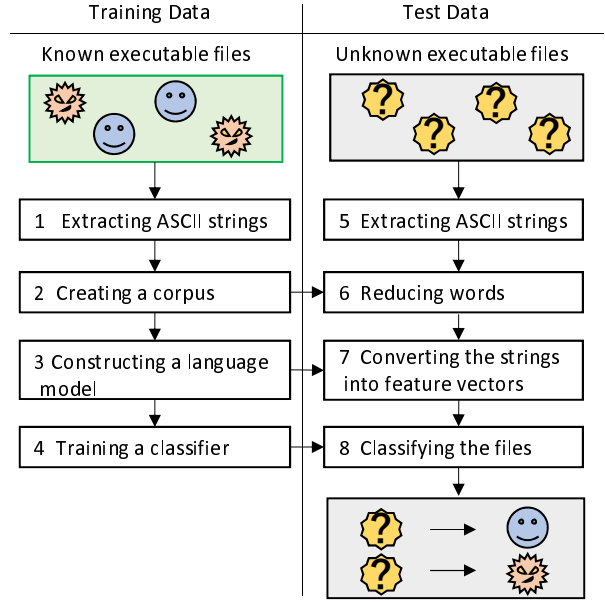 Training Data
Test Data
Known executable files
Unknown executable files
?
?
?
?
1 Extracting ASCII strings
5 Extracting ASCII strings
2 Creating a corpus
6 Reducing words
3 Constructing a language
model
7 Converting the strings
into feature vectors
4 Training a classifier
8 Classifying the files
?
?